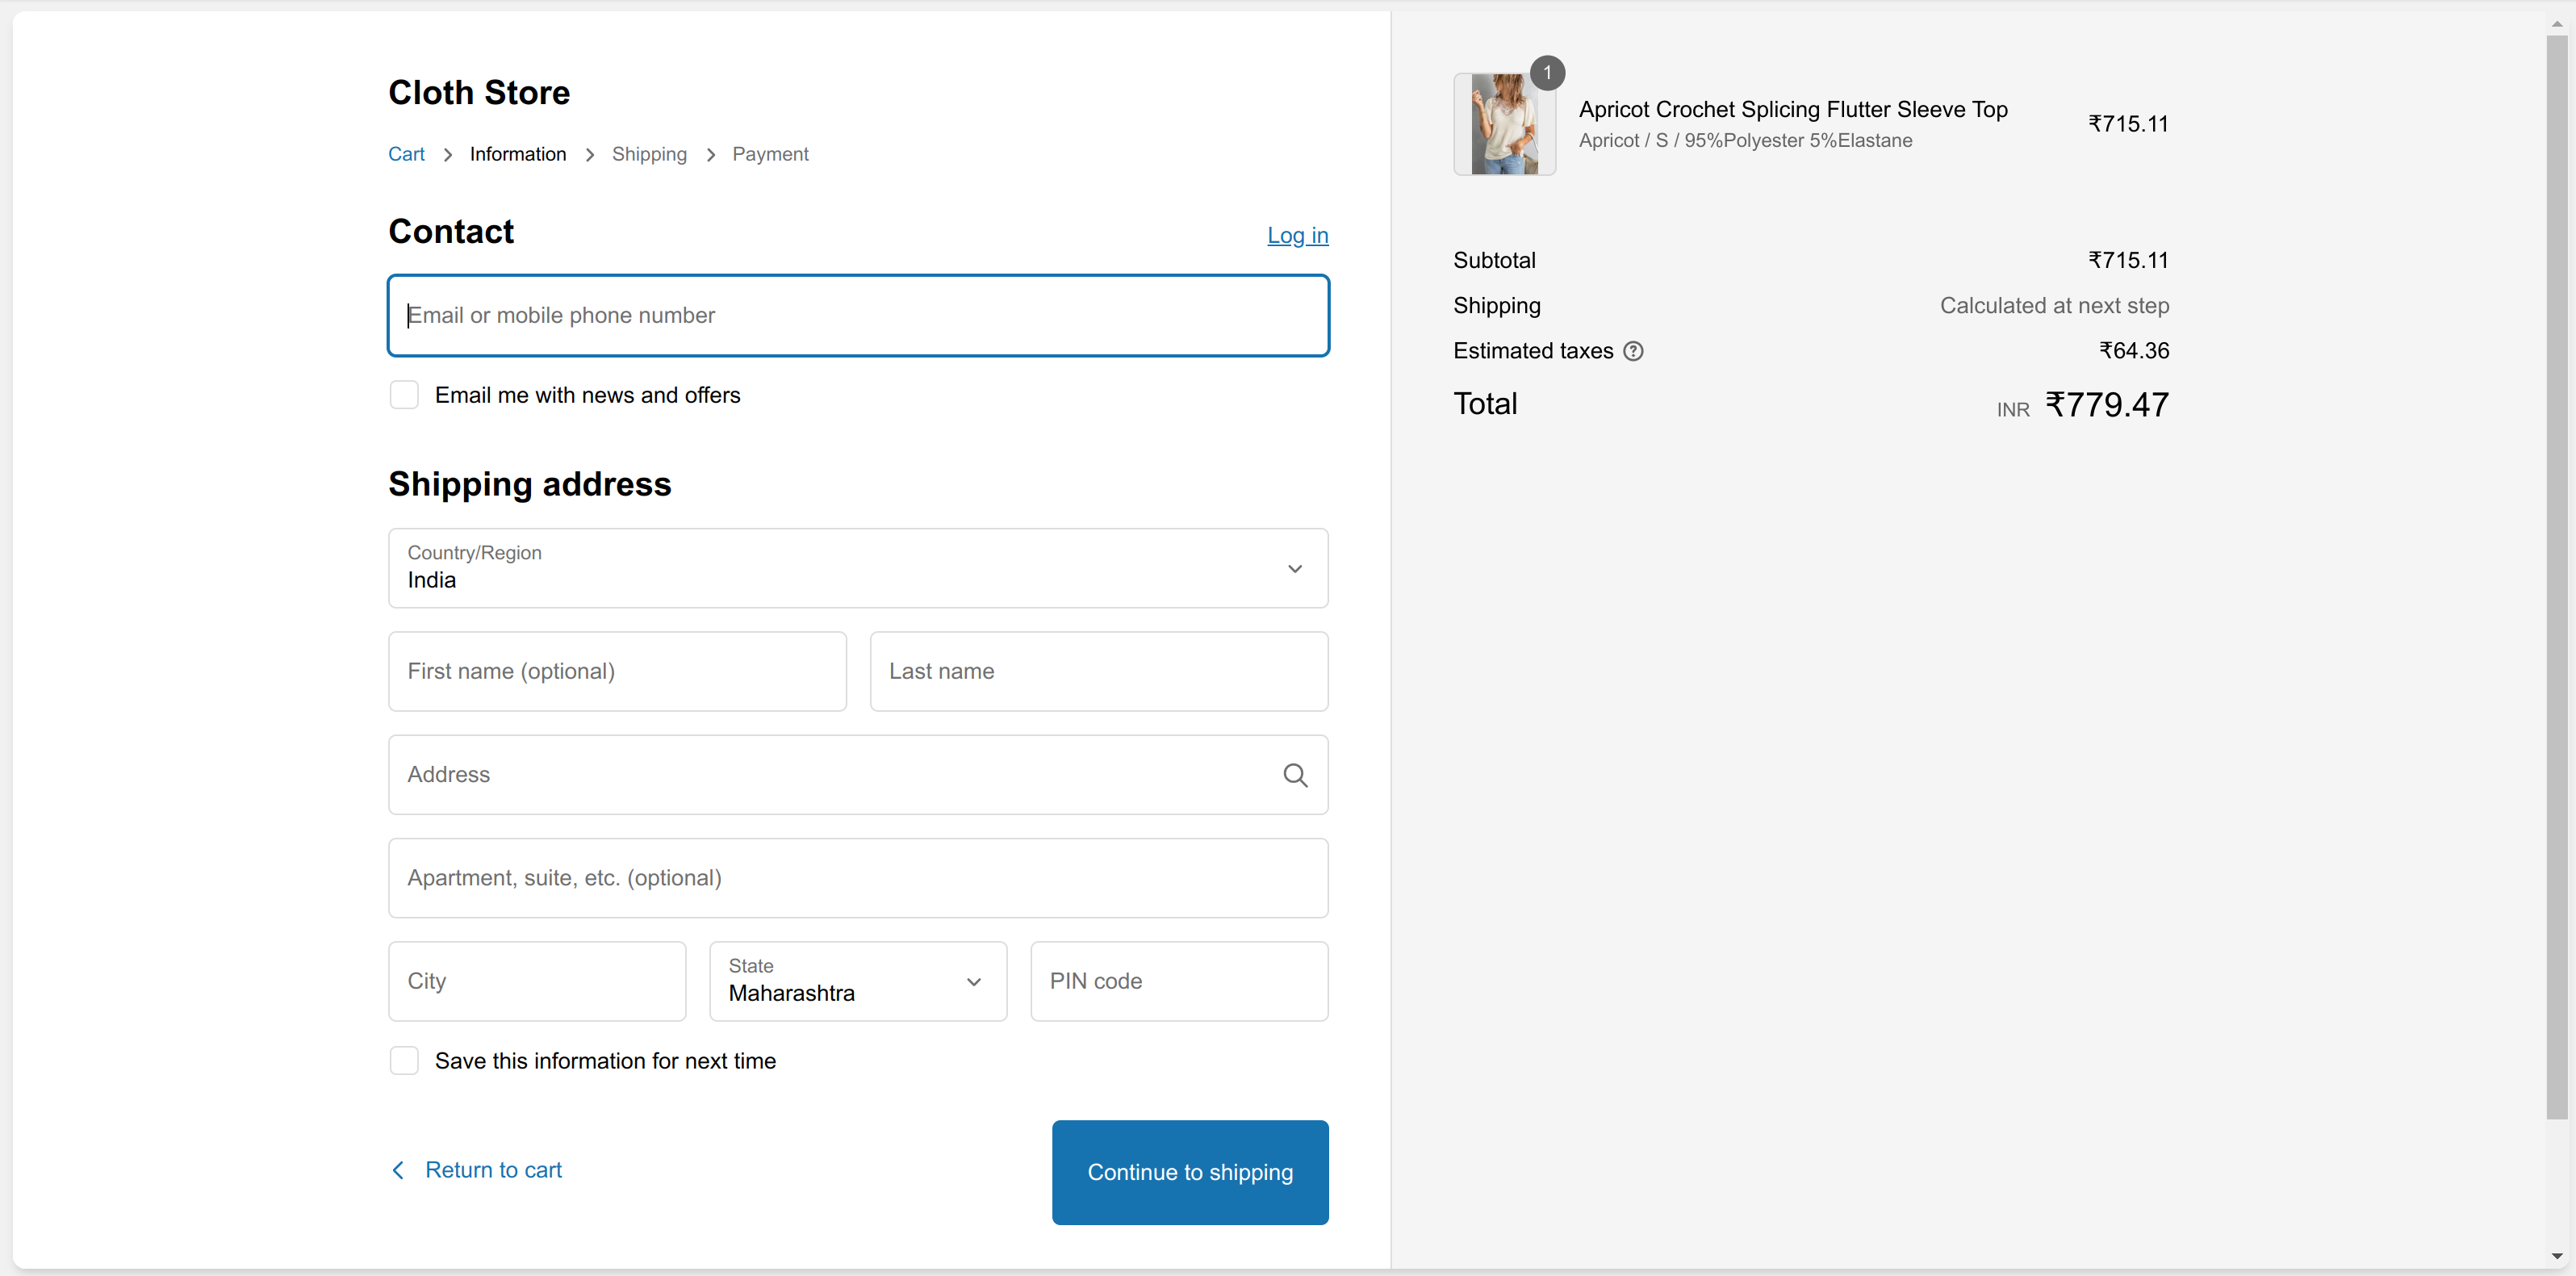 Cloth Store
Cart > Information > Shipping > Payment
Contact
Log in
Email or mobile phone number
Email me with news and offers
Shipping address
Country/Region
India
First name (optional)
Last name
Address
Apartment, suite, etc. (optional)
City
State
Maharashtra
PIN code
Save this information for next time
Return to cart
Continue to shipping
1
Apricot Crochet Splicing Flutter Sleeve Top
Apricot / S / 95%Polyester 5%Elastane
₹715.11
Subtotal ₹715.11
Shipping Calculated at next step
Estimated taxes ? ₹64.36
Total INR ₹779.47